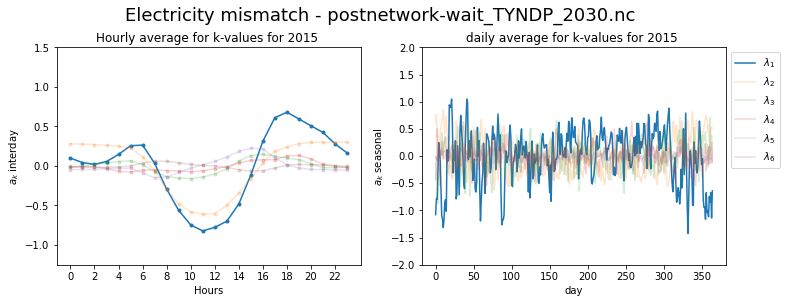 Electricity mismatch - postnetwork-wait_TYNDP_2030.nc
Hourly average for k-values for 2015
1.5
1.0
0.5
0.0
−0.5
−1.0
a_k interday
0 2 4 6 8 10 12 14 16 18 20 22
Hours
daily average for k-values for 2015
2.0
1.5
1.0
0.5
0.0
−0.5
−1.0
−1.5
−2.0
a_k seasonal
0 50 100 150 200 250 300 350
day
λ₁
λ₂
λ₃
λ₄
λ₅
λ₆